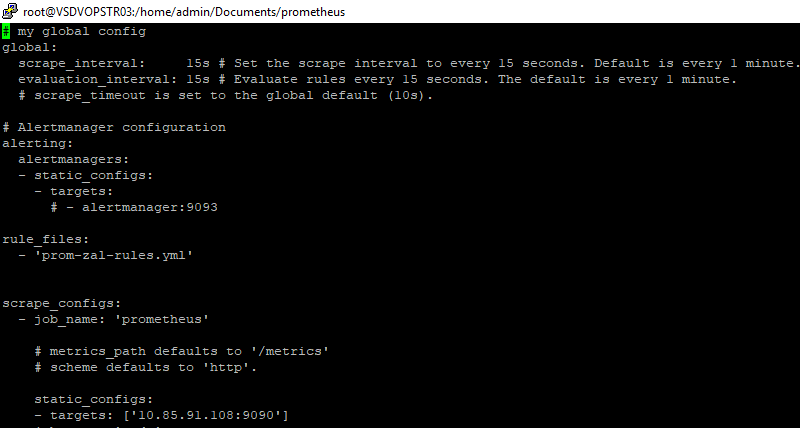 root@VSDVOPSTR03:/home/admin/Documents/prometheus
# my global config
global:
  scrape_interval:     15s # Set the scrape interval to every 15 seconds. Default is every 1 minute.
  evaluation_interval: 15s # Evaluate rules every 15 seconds. The default is every 1 minute.
  # scrape_timeout is set to the global default (10s).

# Alertmanager configuration
alerting:
  alertmanagers:
  - static_configs:
    - targets:
      # - alertmanager:9093

rule_files:
  - 'prom-zal-rules.yml'


scrape_configs:
  - job_name: 'prometheus'

    # metrics_path defaults to '/metrics'
    # scheme defaults to 'http'.

    static_configs:
    - targets: ['10.85.91.108:9090']